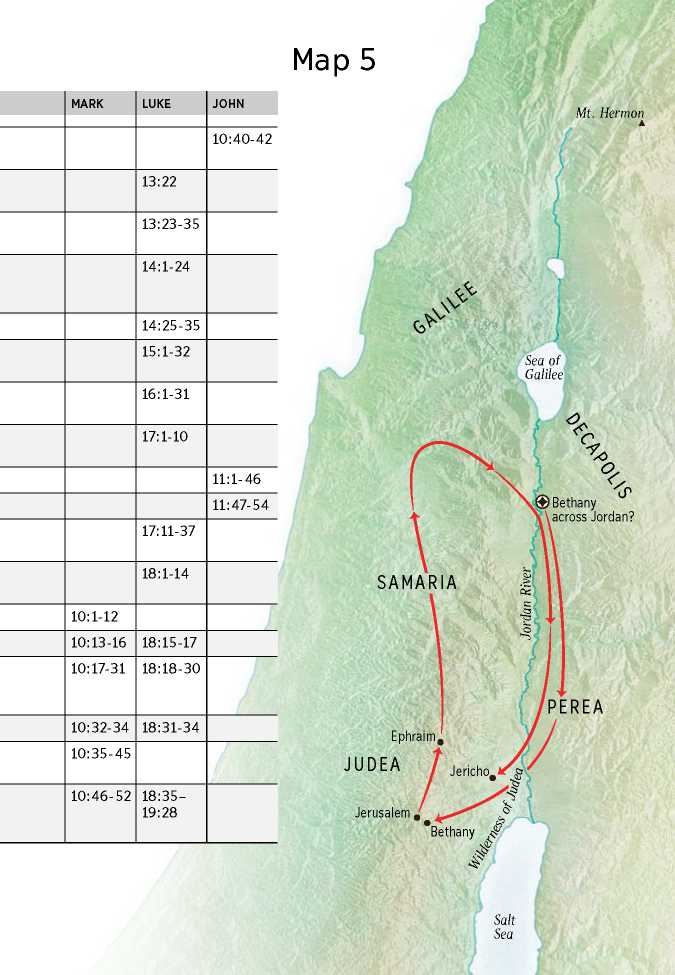 Map 5
MARK LUKE JOHN
10:40-42
13:22
13:23-35
14:1-24
14:25-35
15:1-32
16:1-31
17:1-10
11:1-46
11:47-54
17:11-37
18:1-14
10:1-12
10:13-16 18:15-17
10:17-31 18:18-30
10:32-34 18:31-34
10:35-45
10:46-52 18:35–
19:28
Mt. Hermon
GALILEE
Sea of
Galilee
DECAPOLIS
Bethany
across Jordan?
SAMARIA
Jordan River
PEREA
Ephraim
JUDEA
Jericho
Wilderness of Judea
Jerusalem
Bethany
Salt
Sea